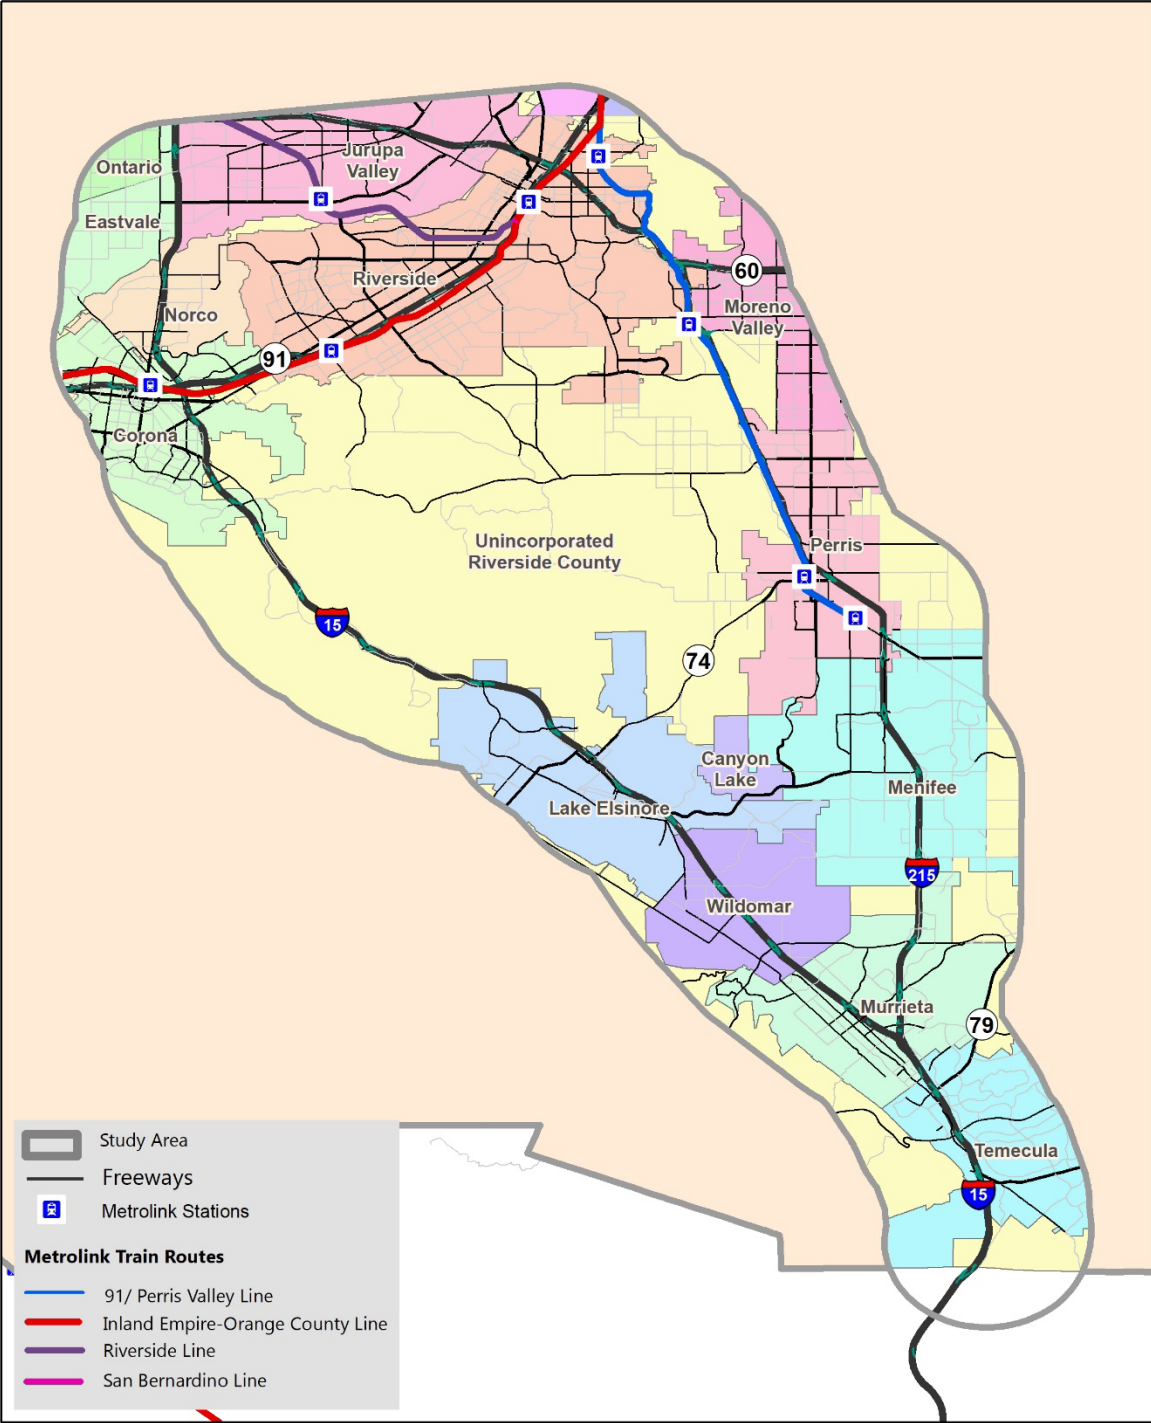 Ontario
Jurupa
Valley
Eastvale
Riverside
60
Norco
Moreno
Valley
91
Corona
Unincorporated
Riverside County
Perris
15
74
Canyon
Lake
Menifee
Lake Elsinore
215
Wildomar
Murrieta
79
Temecula
15
Study Area
Freeways
Metrolink Stations
Metrolink Train Routes
91/ Perris Valley Line
Inland Empire-Orange County Line
Riverside Line
San Bernardino Line